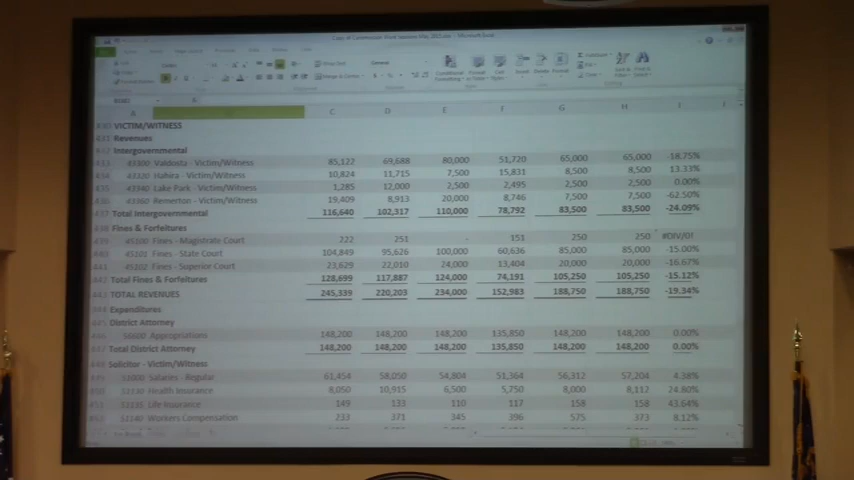 Microsoft Excel
A C D E F G H I
VICTIM/WITNESS
Revenues
Intergovernmental
43300 Valdosta - Victim/Witness 85,122 69,688 80,000 51,720 65,000 65,000 -18.75%
43320 Hahira - Victim/Witness 10,824 11,715 7,500 15,831 8,500 8,500 13.33%
43340 Lake Park - Victim/Witness 1,285 12,000 2,500 2,495 2,500 2,500 0.00%
43360 Remerton - Victim/Witness 19,409 8,913 20,000 8,746 7,500 7,500 -62.50%
Total Intergovernmental 116,640 102,317 110,000 78,792 83,500 83,500 -24.09%
Fines & Forfeitures
45100 Fines - Magistrate Court 222 251 - 151 250 250 #DIV/0!
45101 Fines - State Court 104,849 95,626 100,000 60,636 85,000 85,000 -15.00%
45102 Fines - Superior Court 23,629 22,010 24,000 13,404 20,000 20,000 -16.67%
Total Fines & Forfeitures 128,699 117,887 124,000 74,191 105,250 105,250 -15.12%
TOTAL REVENUES 245,339 220,203 234,000 152,983 188,750 188,750 -19.34%
Expenditures
District Attorney
Appropriations 148,200 148,200 148,200 135,850 148,200 148,200 0.00%
Total District Attorney 148,200 148,200 148,200 135,850 148,200 148,200 0.00%
Solicitor - Victim/Witness
51000 Salaries - Regular 61,454 58,050 54,804 51,364 56,312 57,204 4.38%
Health Insurance 8,050 10,915 6,500 5,750 8,000 8,112 24.80%
Life Insurance 149 133 110 117 158 158 43.64%
Workers Compensation 233 371 345 396 575 373 8.12%